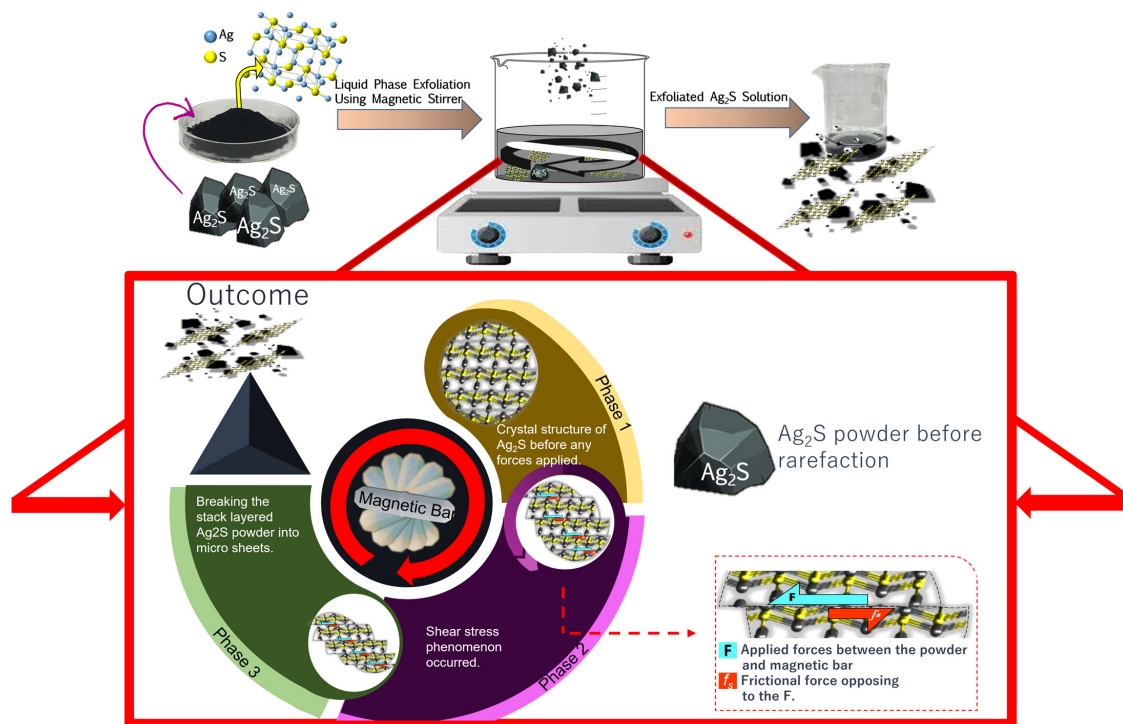 Ag
S
Liquid Phase Exfoliation
Using Magnetic Stirrer
Exfoliated Ag₂S Solution
Ag₂S
Ag₂S
Ag₂S
Ag₂S
Ag₂S
Outcome
Phase 1
Crystal structure of
Ag₂S before any
forces applied.
Ag₂S
Ag₂S powder before
rarefaction
Magnetic Bar
Breaking the
stack layered
Ag2S powder into
micro sheets.
Phase 3
Shear stress
phenomenon
occurred.
Phase 2
F
fₛ
F Applied forces between the powder
and magnetic bar
fₛ Frictional force opposing
to the F.